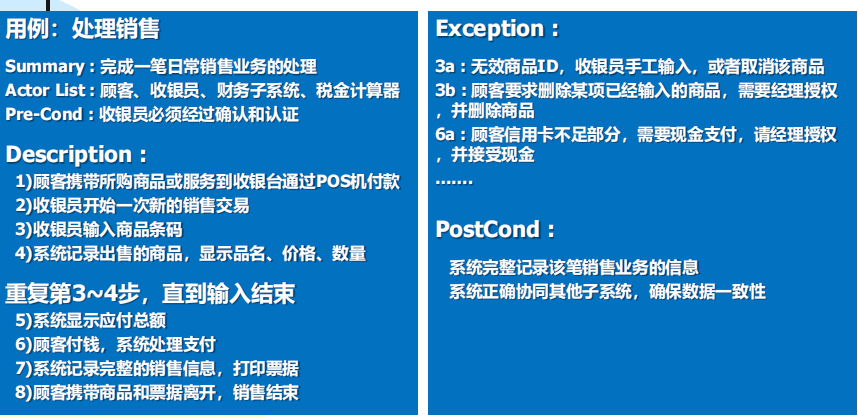 用例：处理销售
Summary：完成一笔日常销售业务的处理
Actor List：顾客、收银员、财务子系统、税金计算器
Pre-Cond：收银员必须经过确认和认证
Description：
1)顾客携带所购商品或服务到收银台通过POS机付款
2)收银员开始一次新的销售交易
3)收银员输入商品条码
4)系统记录出售的商品，显示品名、价格、数量
重复第3~4步，直到输入结束
5)系统显示应付总额
6)顾客付钱，系统处理支付
7)系统记录完整的销售信息，打印票据
8)顾客携带商品和票据离开，销售结束
Exception：
3a：无效商品ID，收银员手工输入，或者取消该商品
3b：顾客要求删除某项已经输入的商品，需要经理授权
，并删除商品
6a：顾客信用卡不足部分，需要现金支付，请经理授权
，并接受现金
.......
PostCond：
系统完整记录该笔销售业务的信息
系统正确协同其他子系统，确保数据一致性